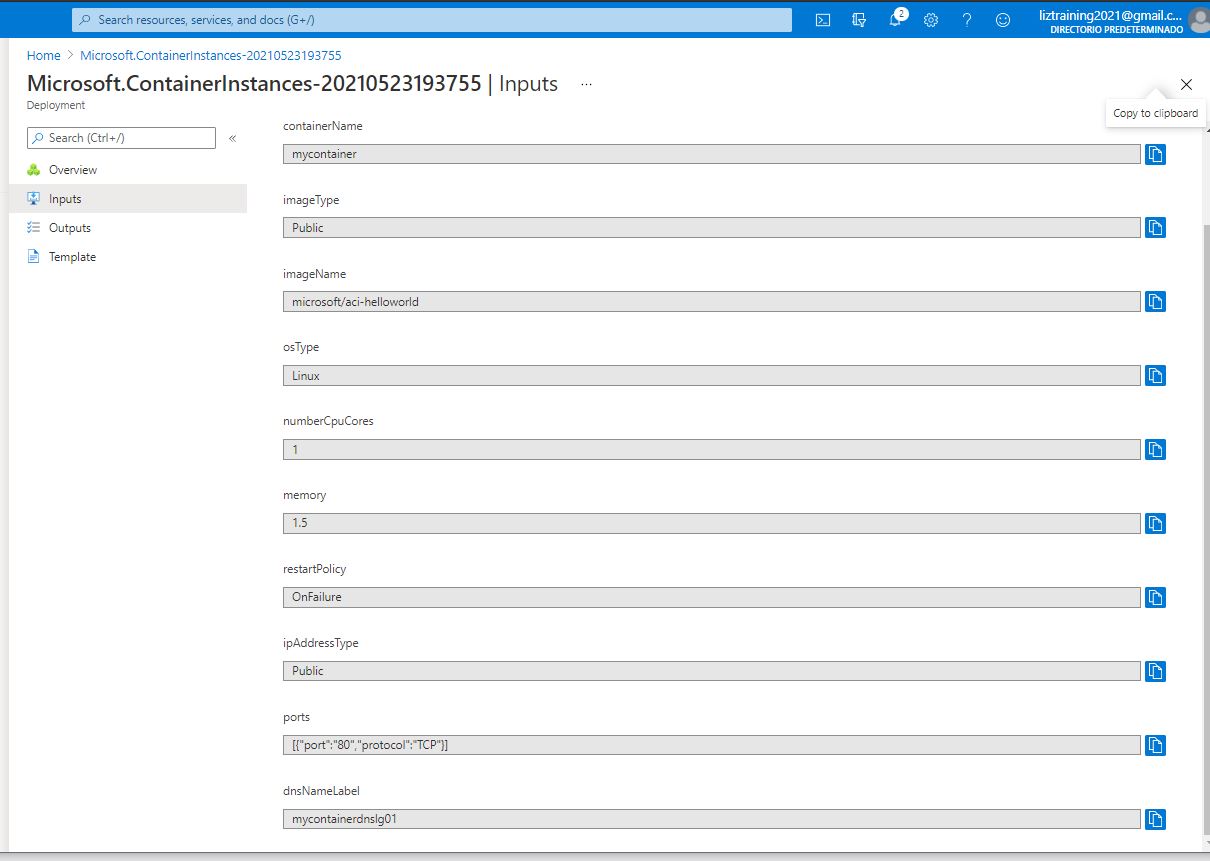 Search resources, services, and docs (G+/)
2
liztraining2021@gmail.c...
DIRECTORIO PREDETERMINADO
Home > Microsoft.ContainerInstances-20210523193755
Microsoft.ContainerInstances-20210523193755 | Inputs ...
Deployment
Copy to clipboard
Search (Ctrl+/) «
Overview
Inputs
Outputs
Template
containerName
mycontainer
imageType
Public
imageName
microsoft/aci-helloworld
osType
Linux
numberCpuCores
1
memory
1.5
restartPolicy
OnFailure
ipAddressType
Public
ports
[{"port":"80","protocol":"TCP"}]
dnsNameLabel
mycontainerdnslg01